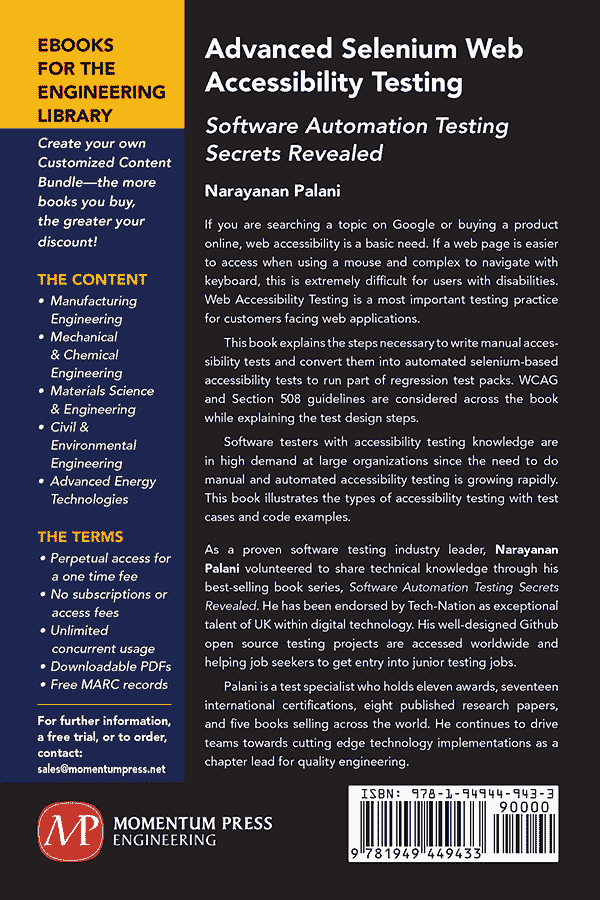 EBOOKS
FOR THE
ENGINEERING
LIBRARY
Create your own
Customized Content
Bundle—the more
books you buy,
the greater your
discount!
THE CONTENT
• Manufacturing
Engineering
• Mechanical
& Chemical
Engineering
• Materials Science
& Engineering
• Civil &
Environmental
Engineering
• Advanced Energy
Technologies
THE TERMS
• Perpetual access for
a one time fee
• No subscriptions or
access fees
• Unlimited
concurrent usage
• Downloadable PDFs
• Free MARC records
For further information,
a free trial, or to order,
contact:
sales@momentumpress.net
Advanced Selenium Web
Accessibility Testing
Software Automation Testing
Secrets Revealed
Narayanan Palani
If you are searching a topic on Google or buying a product
online, web accessibility is a basic need. If a web page is easier
to access when using a mouse and complex to navigate with
keyboard, this is extremely difficult for users with disabilities.
Web Accessibility Testing is a most important testing practice
for customers facing web applications.
This book explains the steps necessary to write manual acces-
sibility tests and convert them into automated selenium-based
accessibility tests to run part of regression test packs. WCAG
and Section 508 guidelines are considered across the book
while explaining the test design steps.
Software testers with accessibility testing knowledge are
in high demand at large organizations since the need to do
manual and automated accessibility testing is growing rapidly.
This book illustrates the types of accessibility testing with test
cases and code examples.
As a proven software testing industry leader, Narayanan
Palani volunteered to share technical knowledge through his
best-selling book series, Software Automation Testing Secrets
Revealed. He has been endorsed by Tech-Nation as exceptional
talent of UK within digital technology. His well-designed Github
open source testing projects are accessed worldwide and
helping job seekers to get entry into junior testing jobs.
Palani is a test specialist who holds eleven awards, seventeen
international certifications, eight published research papers,
and five books selling across the world. He continues to drive
teams towards cutting edge technology implementations as a
chapter lead for quality engineering.
MP
MOMENTUM PRESS
ENGINEERING
ISBN: 978-1-94944-943-3
90000
9 781949 449433